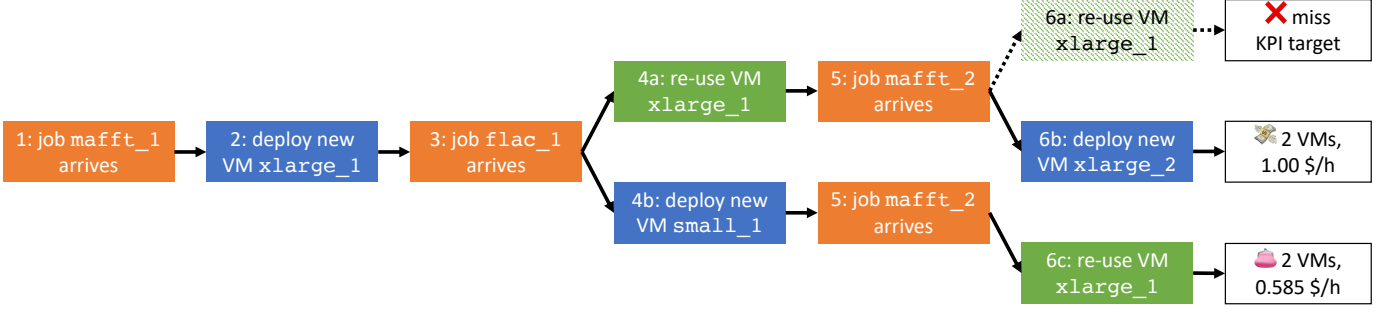 1: job mafft_1
arrives
2: deploy new
VM xlarge_1
3: job flac_1
arrives
4a: re-use VM
xlarge_1
5: job mafft_2
arrives
6a: re-use VM
xlarge_1
❌ miss
KPI target
6b: deploy new
VM xlarge_2
💸 2 VMs,
1.00 $/h
4b: deploy new
VM small_1
5: job mafft_2
arrives
6c: re-use VM
xlarge_1
👛 2 VMs,
0.585 $/h